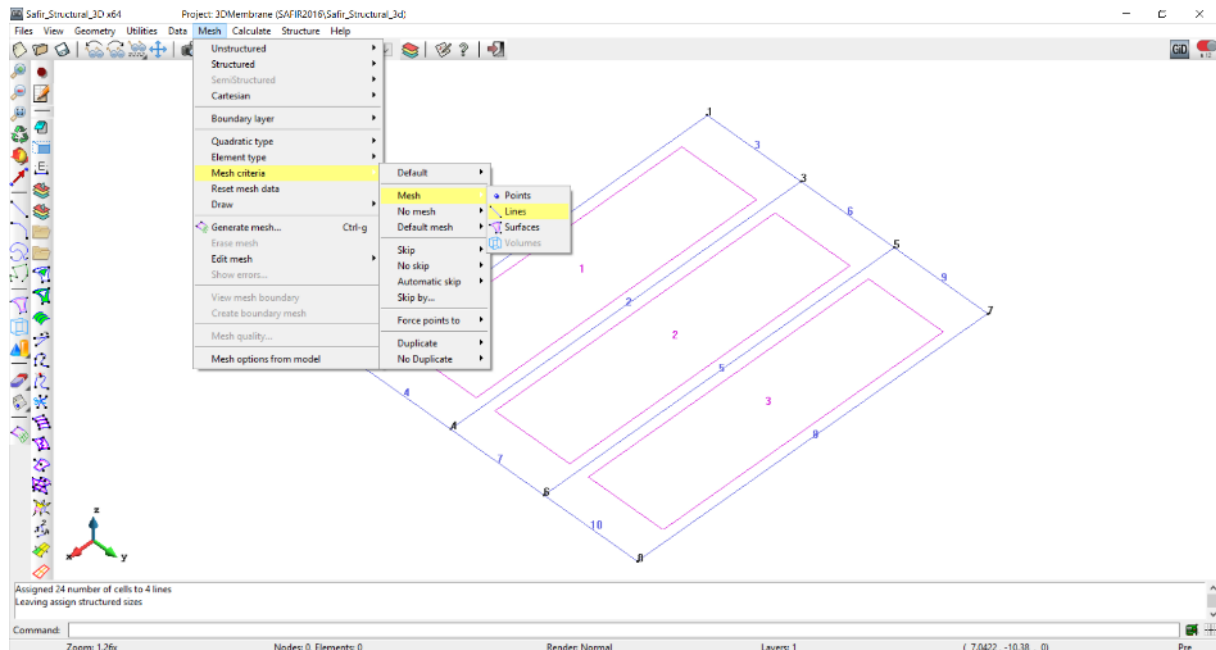 Safir_Structural_3D x64 Project: 3DMembrane (SAFIR2016\Safir_Structural_3d)
Files View Geometry Utilities Data Mesh Calculate Structure Help
Unstructured
Structured
SemiStructured
Cartesian
Boundary layer
Quadratic type
Element type
Mesh criteria
Reset mesh data
Draw
Generate mesh... Ctrl-g
Erase mesh
Edit mesh
Show errors...
View mesh boundary
Create boundary mesh
Mesh quality...
Mesh options from model
Default
Mesh
No mesh
Default mesh
Skip
No skip
Automatic skip
Skip by...
Force points to
Duplicate
No Duplicate
Points
Lines
Surfaces
Volumes
GiD
E
1
3
3
6
5
9
7
1
2
2
5
3
4
4
7
6
10
8
z
x
y
Assigned 24 number of cells to 4 lines
Leaving assign structured sizes
Command:
Zoom: 1.26x Nodes: 0, Elements: 0 Render: Normal Layers: 1 ( 7.0422, -10.38, 0) Pre